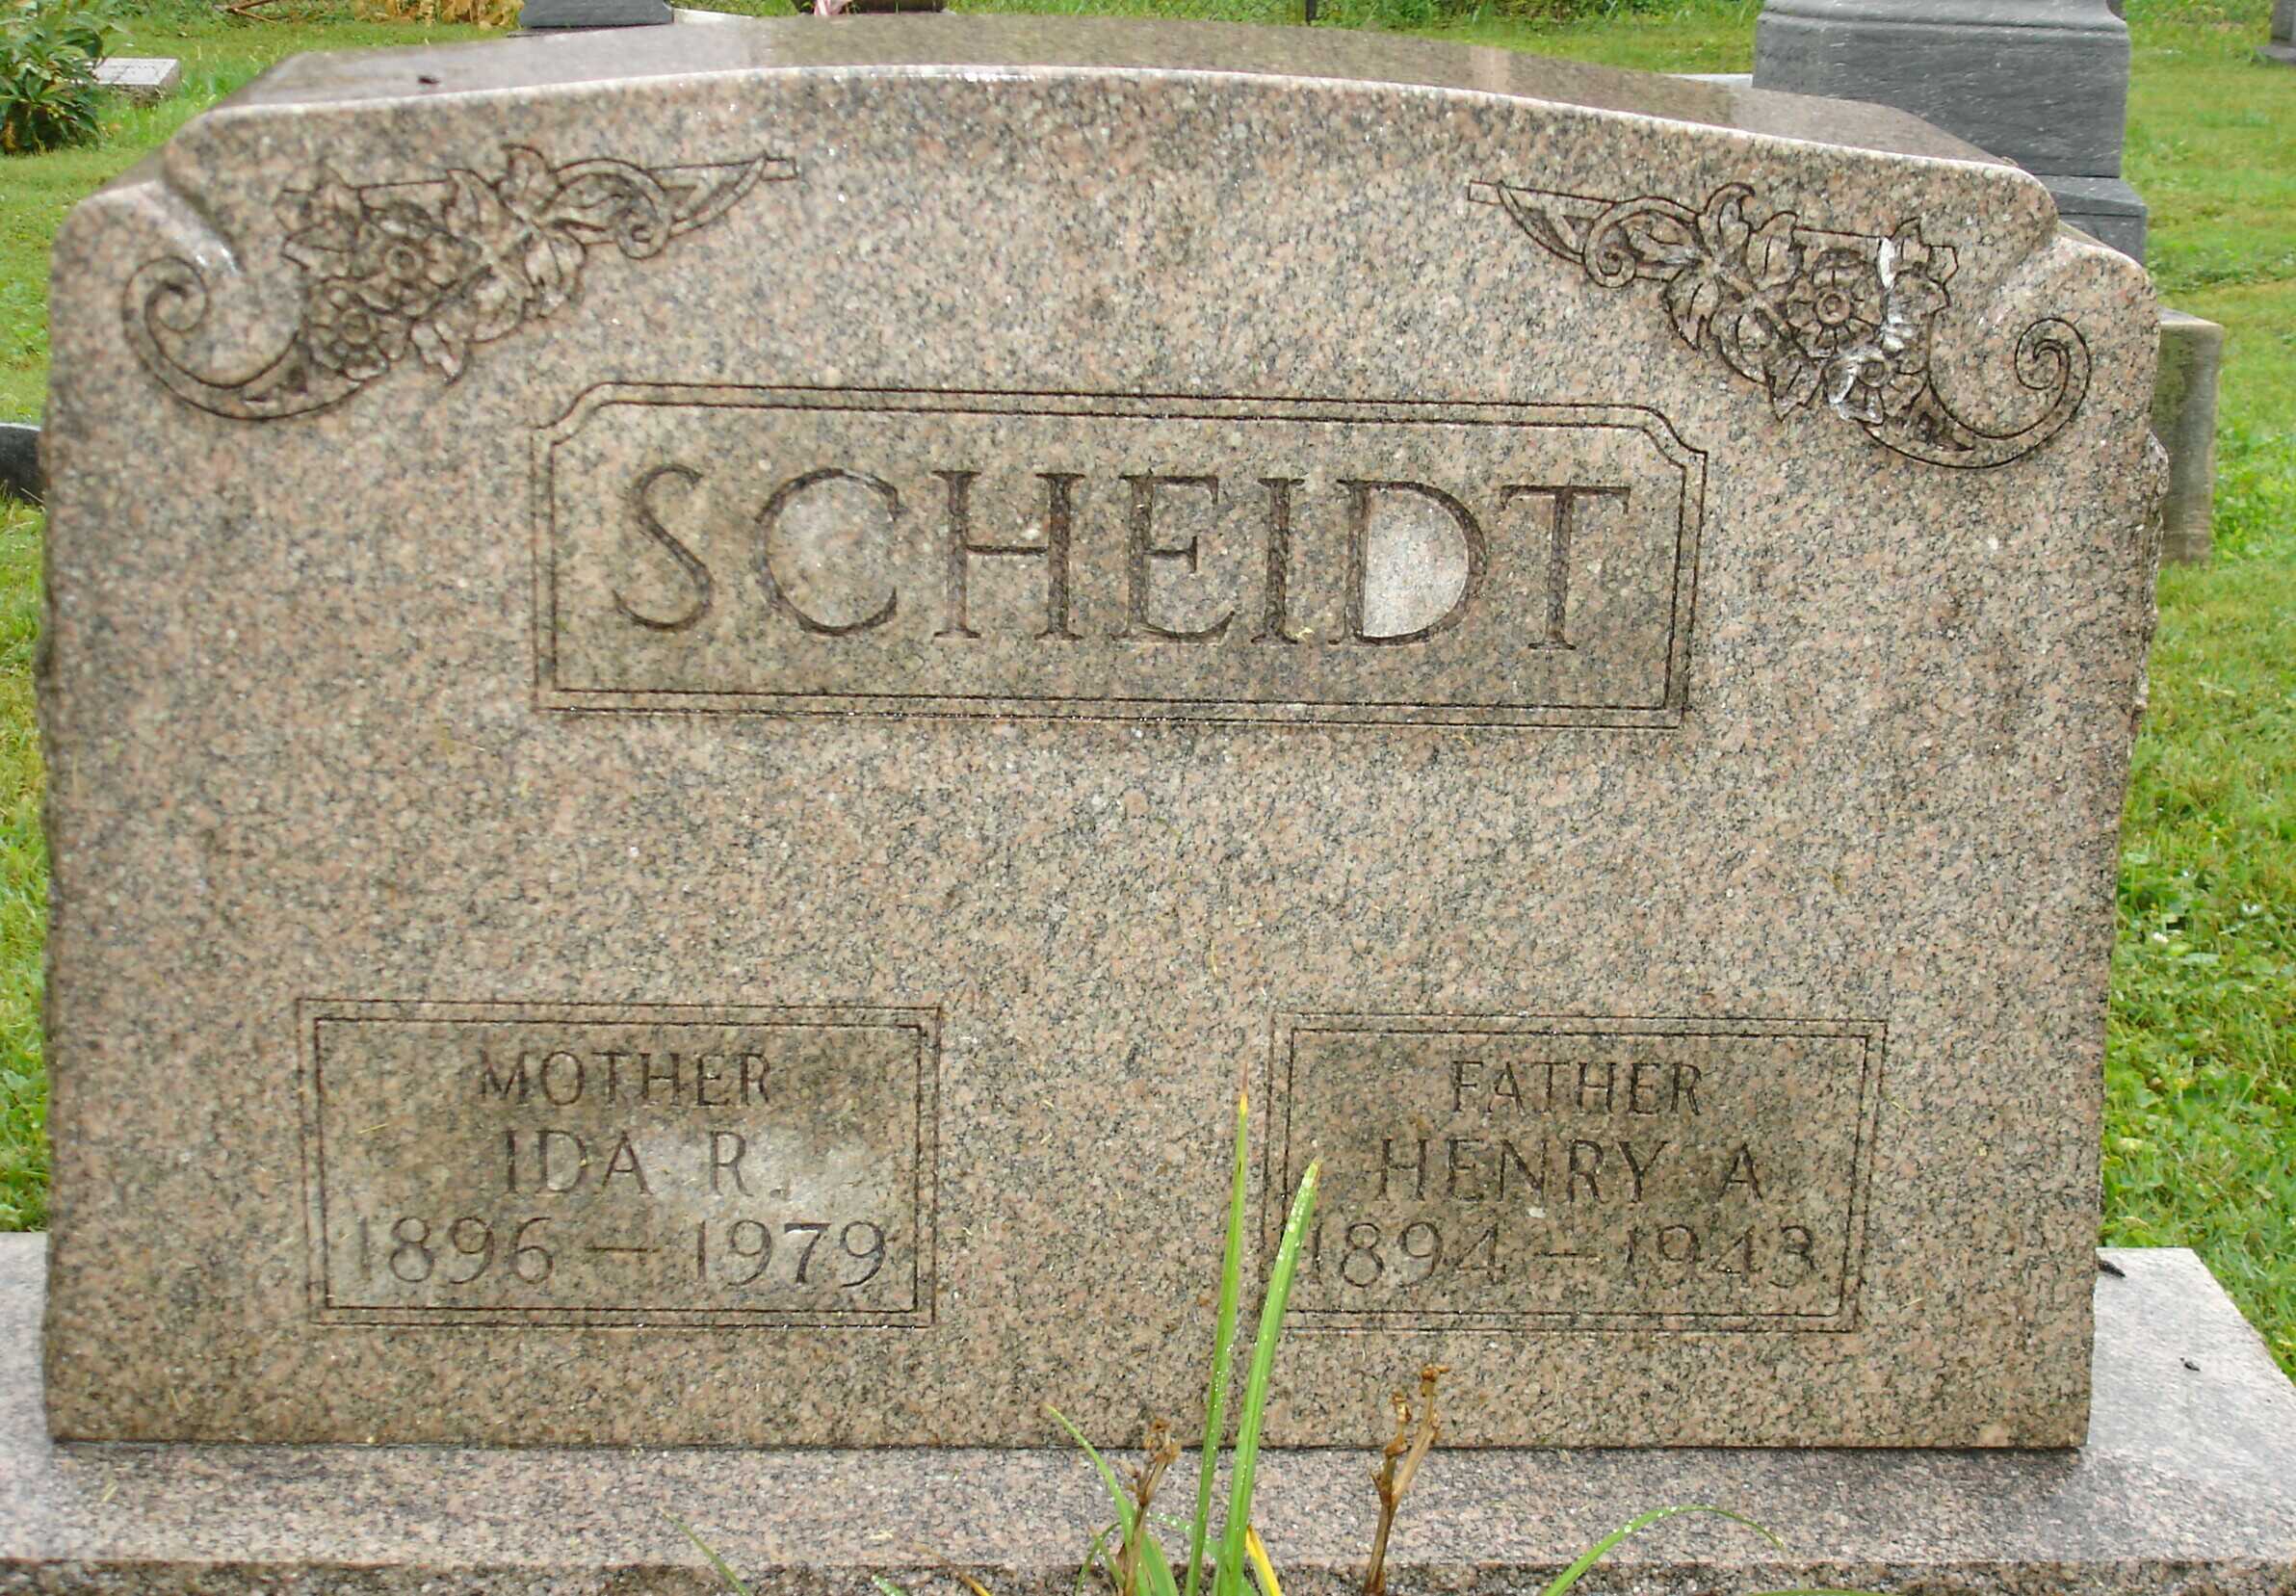 SCHEIDT
MOTHER
IDA R.
1896 — 1979
FATHER
HENRY A
1894 — 1943